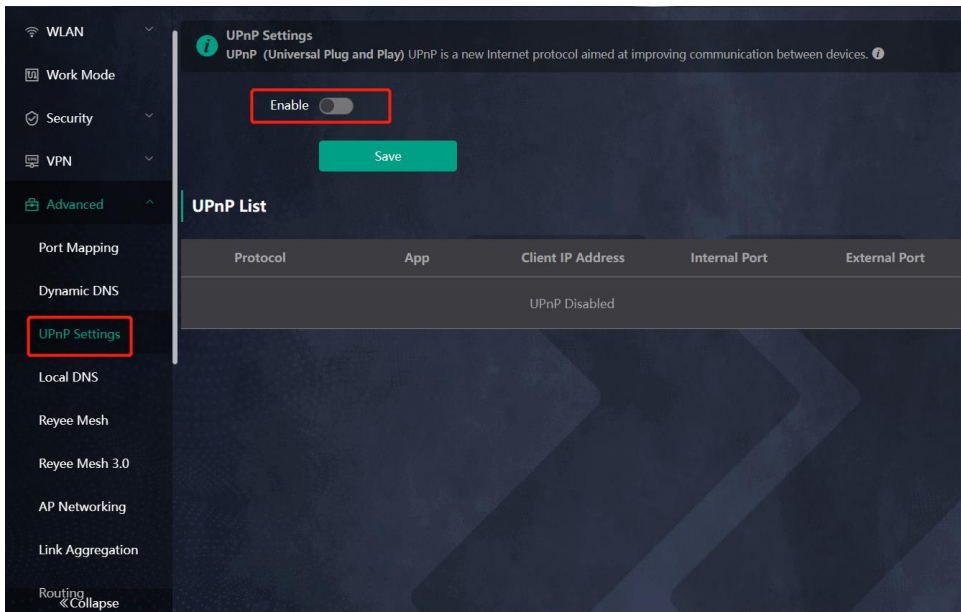 WLAN
Work Mode
Security
VPN
Advanced
Port Mapping
Dynamic DNS
UPnP Settings
Local DNS
Reyee Mesh
Reyee Mesh 3.0
AP Networking
Link Aggregation
Routing
«Collapse
UPnP Settings
UPnP (Universal Plug and Play) UPnP is a new Internet protocol aimed at improving communication between devices.
Enable
Save
UPnP List
Protocol App Client IP Address Internal Port External Port
UPnP Disabled